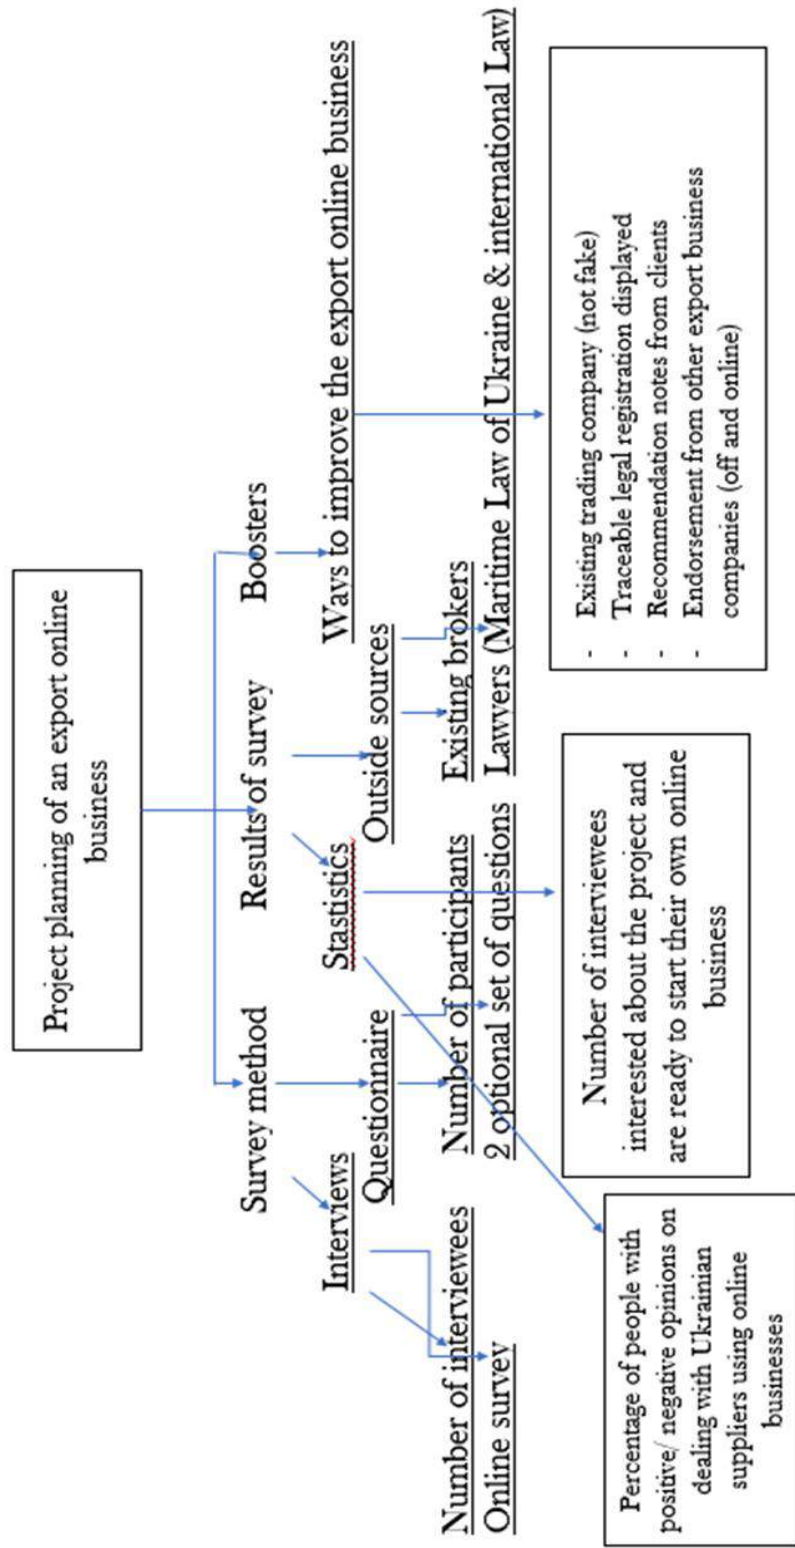 Project planning of an export online
business
Survey method
Results of survey
Boosters
Interviews
Stastistics
Ways to improve the export online business
Questionnaire
Outside sources
Number of interviewees
Number of participants
Existing brokers
Online survey
2 optional set of questions
Lawyers (Maritime Law of Ukraine & international Law)
Percentage of people with
positive/ negative opinions on
dealing with Ukrainian
suppliers using online
businesses
Number of interviewees
interested about the project and
are ready to start their own online
business
- Existing trading company (not fake)
- Traceable legal registration displayed
- Recommendation notes from clients
- Endorsement from other export business
companies (off and online)